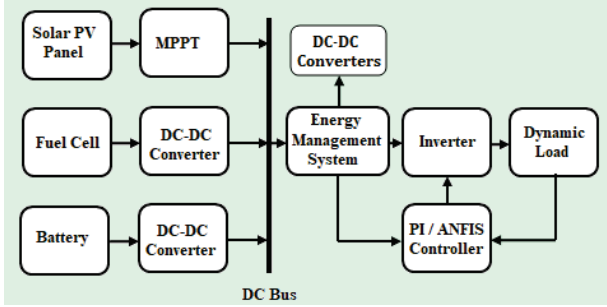 Solar PV
Panel
MPPT
DC-DC
Converters
Fuel Cell
DC-DC
Converter
Energy
Management
System
Inverter
Dynamic
Load
Battery
DC-DC
Converter
PI / ANFIS
Controller
DC Bus